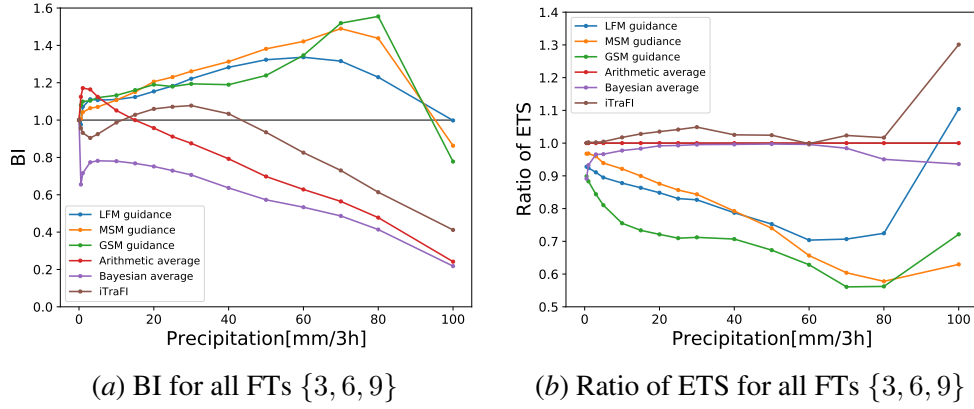 1.6
1.4
1.2
1.0
0.8
0.6
0.4
0.2
0.0
BI
LFM guidance
MSM guidance
GSM guidance
Arithmetic average
Bayesian average
iTraFI
0 20 40 60 80 100
Precipitation[mm/3h]
(a) BI for all FTs {3, 6, 9}
1.4
1.3
1.2
1.1
1.0
0.9
0.8
0.7
0.6
0.5
Ratio of ETS
LFM guidance
MSM gudiance
GSM guidance
Arithmetic average
Bayesian average
iTraFI
0 20 40 60 80 100
Precipitation[mm/3h]
(b) Ratio of ETS for all FTs {3, 6, 9}